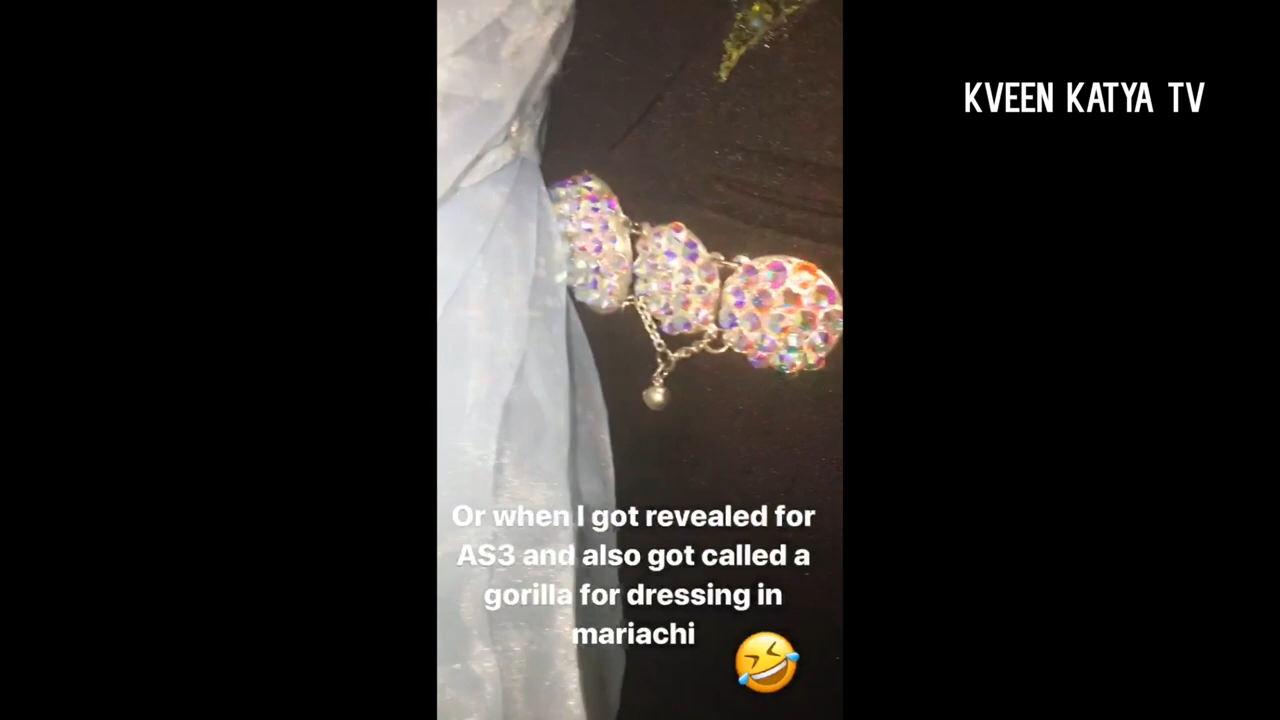 KVEEN KATYA TV
Or when I got revealed for
AS3 and also got called a
gorilla for dressing in
mariachi